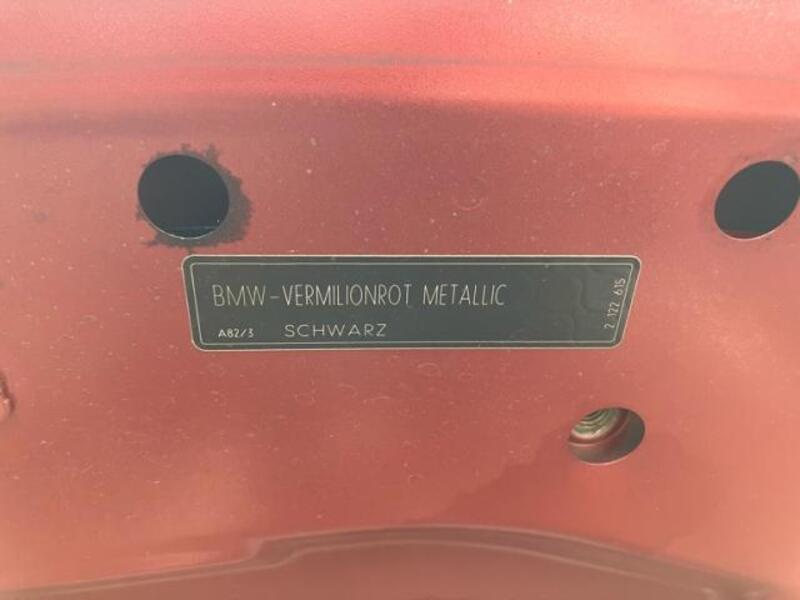 BMW-VERMILIONROT METALLIC
A82/3 SCHWARZ
2 122 615